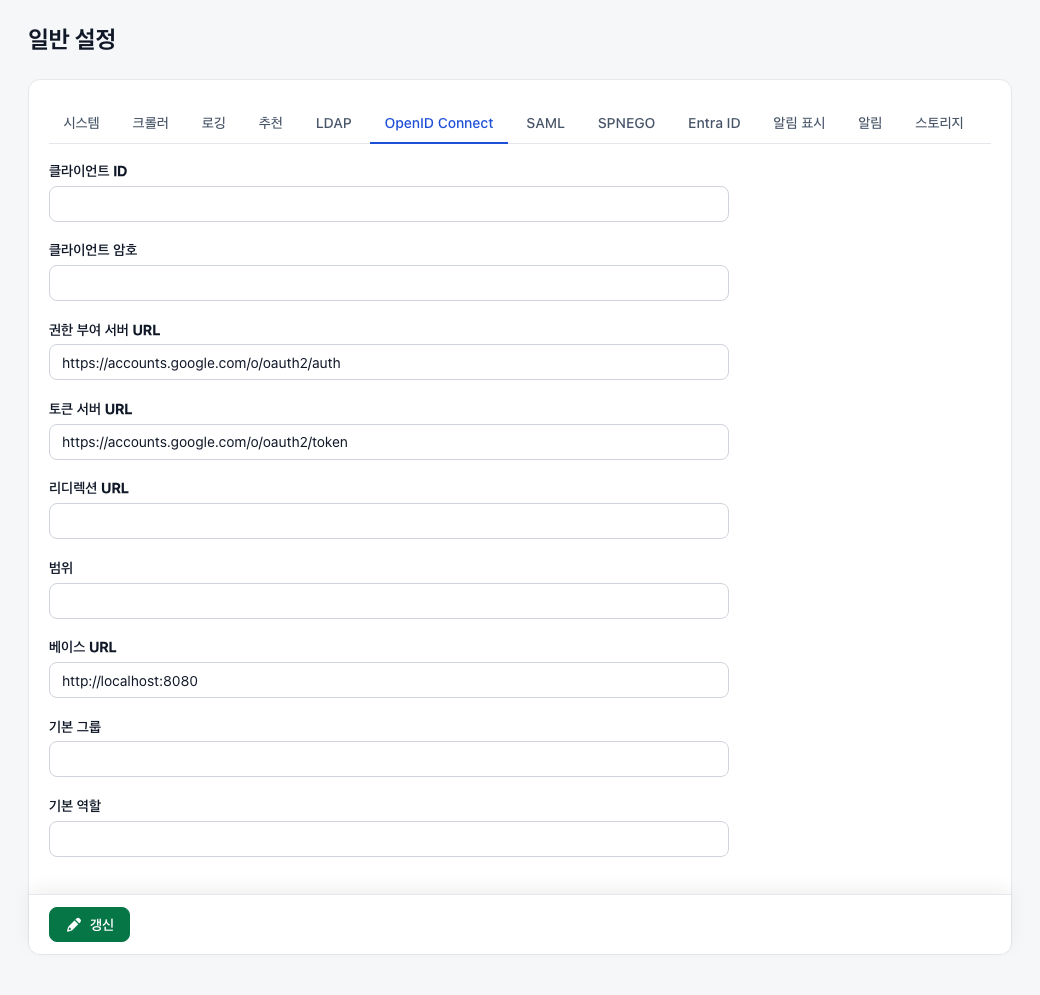 일반 설정
시스템 크롤러 로깅 추천 LDAP OpenID Connect SAML SPNEGO Entra ID 알림 표시 알림 스토리지
클라이언트 ID
클라이언트 암호
권한 부여 서버 URL
https://accounts.google.com/o/oauth2/auth
토큰 서버 URL
https://accounts.google.com/o/oauth2/token
리디렉션 URL
범위
베이스 URL
http://localhost:8080
기본 그룹
기본 역할
갱신